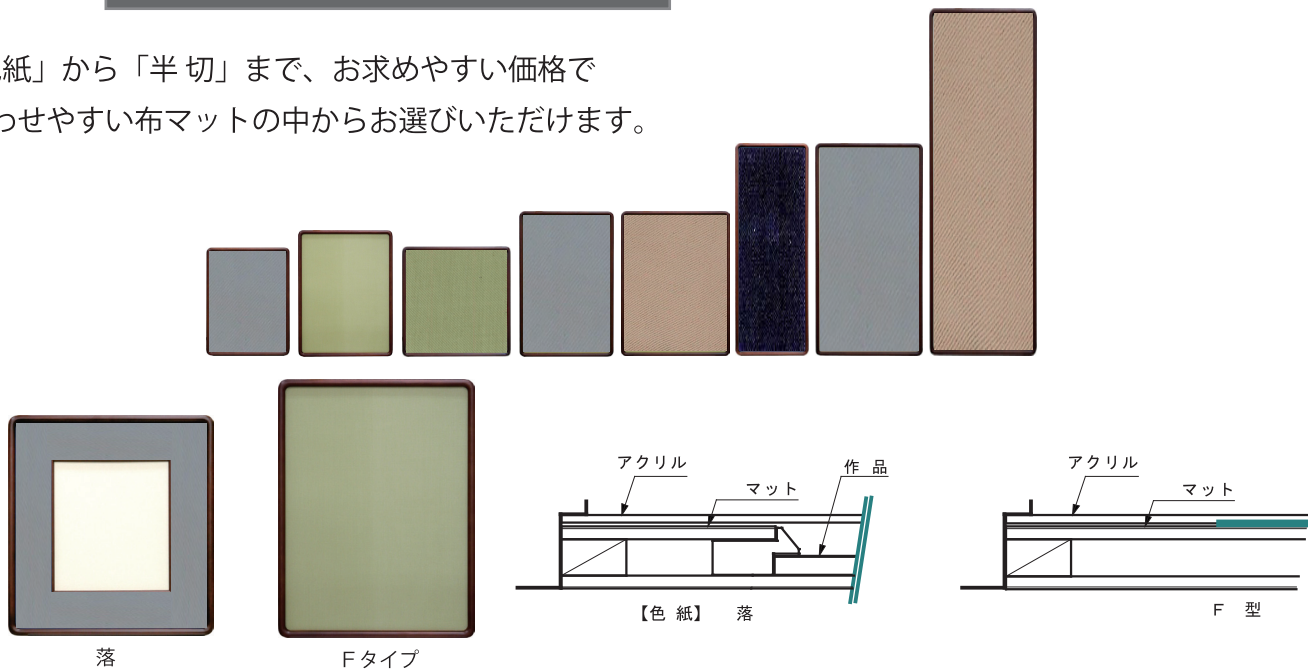 紙」から「半切」まで、お求めやすい価格で
わせやすい布マットの中からお選びいただけます。
アクリル
マット
作品
【色紙】 落
アクリル
マット
F 型
落
Fタイプ